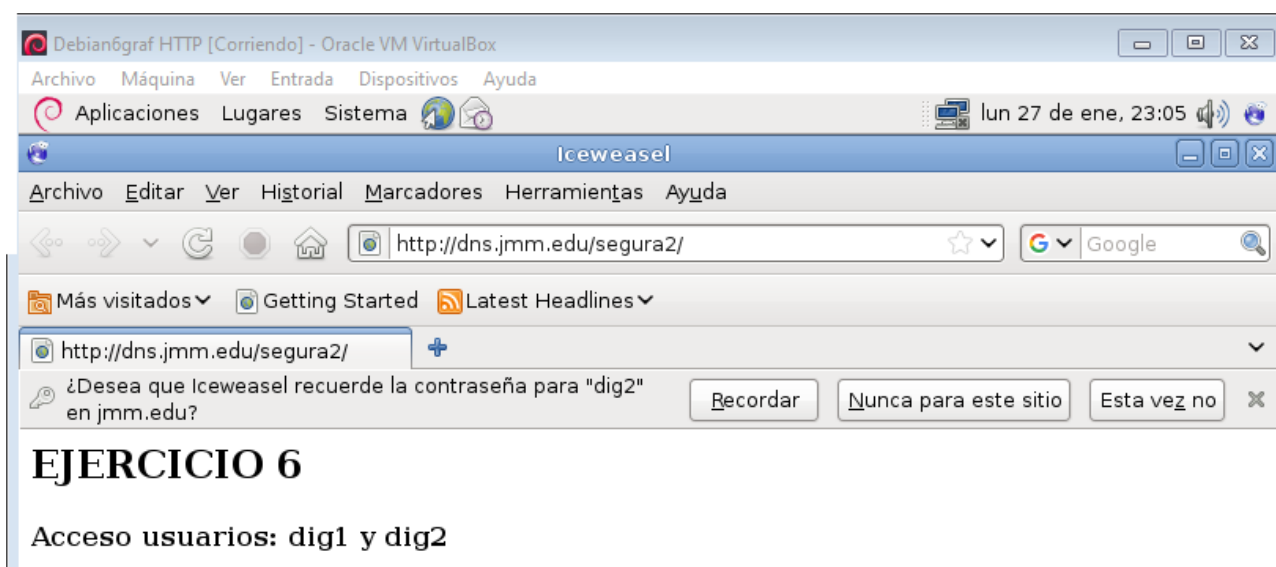 Debian6graf HTTP [Corriendo] - Oracle VM VirtualBox
Archivo Máquina Ver Entrada Dispositivos Ayuda
Aplicaciones Lugares Sistema lun 27 de ene, 23:05
Iceweasel
Archivo Editar Ver Historial Marcadores Herramientas Ayuda
http://dns.jmm.edu/segura2/ G Google
Más visitados Getting Started Latest Headlines
http://dns.jmm.edu/segura2/
¿Desea que Iceweasel recuerde la contraseña para "dig2"
en jmm.edu?
Recordar Nunca para este sitio Esta vez no
EJERCICIO 6
Acceso usuarios: dig1 y dig2